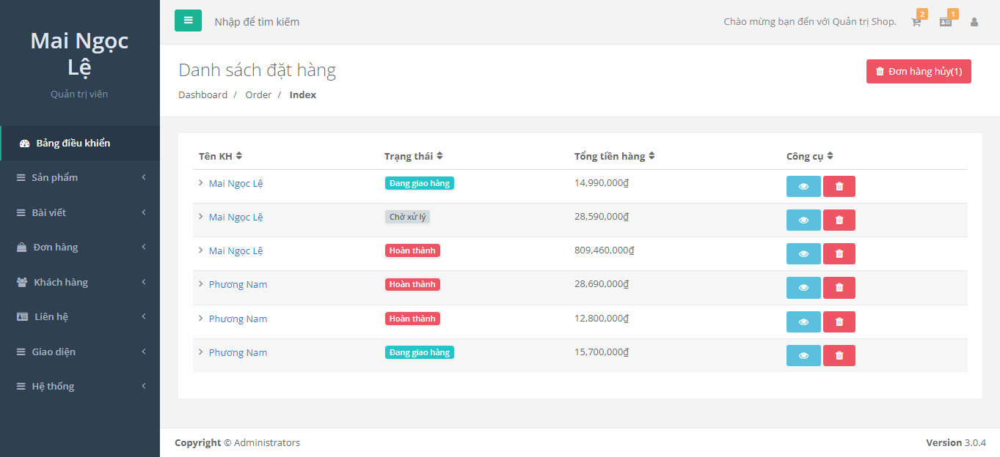 Mai Ngọc
Lệ
Quản trị viên
Bảng điều khiển
Sản phẩm
Bài viết
Đơn hàng
Khách hàng
Liên hệ
Giao diện
Hệ thống
Nhập để tìm kiếm
Chào mừng bạn đến với Quản trị Shop.
2
1
Danh sách đặt hàng
Đơn hàng hủy(1)
Dashboard / Order / Index
Tên KH Trạng thái Tổng tiền hàng Công cụ
Mai Ngọc Lệ Đang giao hàng 14,990,000₫
Mai Ngọc Lệ Chờ xử lý 28,590,000₫
Mai Ngọc Lệ Hoàn thành 809,460,000₫
Phương Nam Hoàn thành 28,690,000₫
Phương Nam Hoàn thành 12,800,000₫
Phương Nam Đang giao hàng 15,700,000₫
Copyright © Administrators
Version 3.0.4